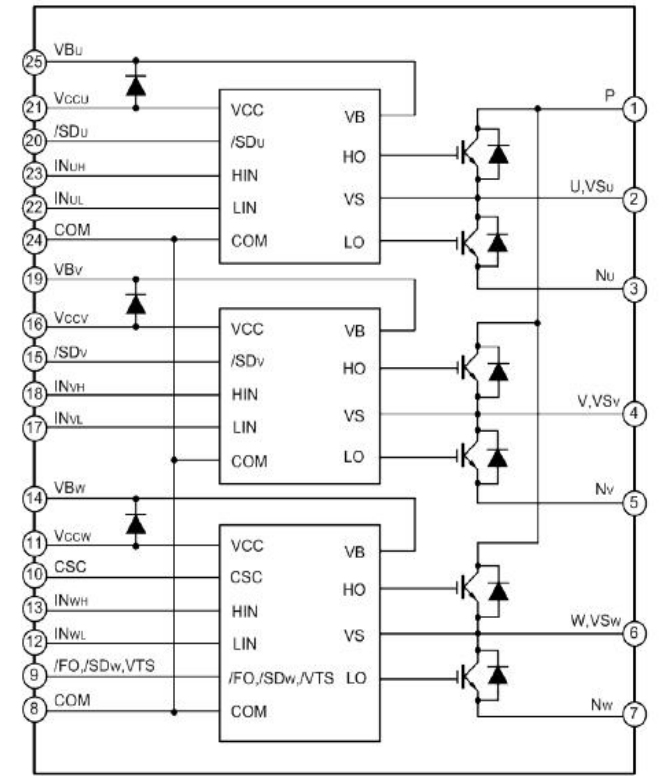 25 VBU
21 VCCU
20 /SDU
23 INUH
22 INUL
24 COM
19 VBV
16 VCCV
15 /SDV
18 INVH
17 INVL
14 VBW
11 VCCW
10 CSC
13 INWH
12 INWL
9 /FO,/SDW,VTS
8 COM
VCC VB
/SDU
HO
HIN
VS
LIN
COM LO
VCC VB
/SDV
HO
HIN
VS
LIN
COM LO
VCC VB
CSC
HO
HIN
VS
LIN
/FO,/SDW,/VTS LO
COM
P 1
U,VSU 2
NU 3
V,VSV 4
NV 5
W,VSW 6
NW 7